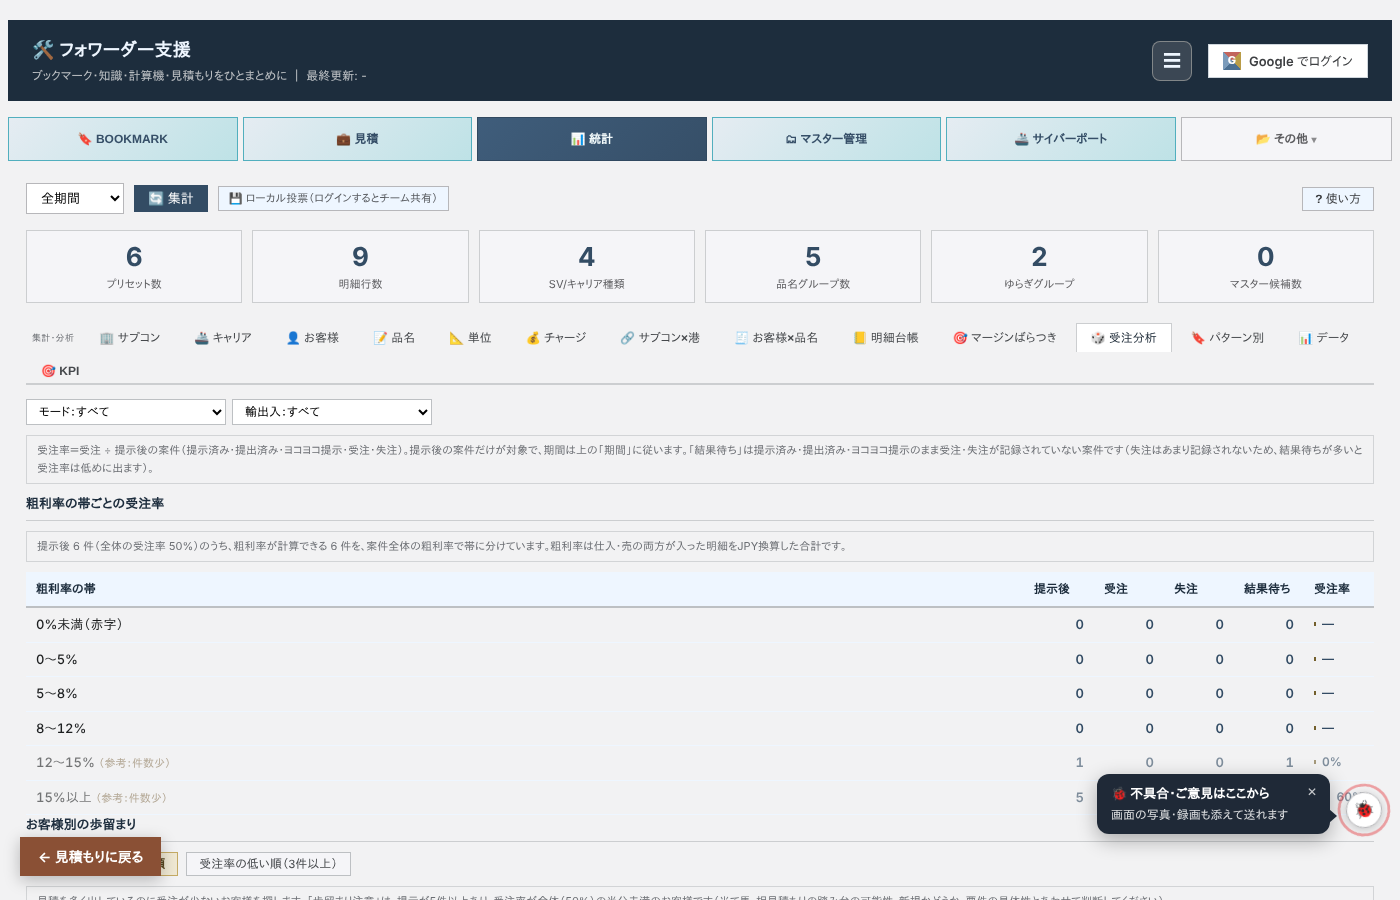 フォワーダー支援
ブックマーク・知識・計算機・見積もりをひとまとめに | 最終更新: -
G Google でログイン
BOOKMARK
見積
統計
マスター管理
サイバーポート
その他 ▾
全期間
集計
ローカル投票（ログインするとチーム共有）
? 使い方
6
プリセット数
9
明細行数
4
SV/キャリア種類
5
品名グループ数
2
ゆらぎグループ
0
マスター候補数
集計・分析
サブコン
キャリア
お客様
品名
単位
チャージ
サブコン×港
お客様×品名
明細台帳
マージンばらつき
受注分析
パターン別
データ
KPI
モード：すべて
輸出入：すべて
受注率＝受注 ÷ 提示後の案件（提示済み・提出済み・ヨコヨコ提示・受注・失注）。提示後の案件だけが対象で、期間は上の「期間」に従います。「結果待ち」は提示済み・提出済み・ヨコヨコ提示のまま受注・失注が記録されていない案件です（失注はあまり記録されないため、結果待ちが多いと
受注率は低めに出ます）。
粗利率の帯ごとの受注率
提示後 6 件（全体の受注率 50%）のうち、粗利率が計算できる 6 件を、案件全体の粗利率で帯に分けています。粗利率は仕入・売の両方が入った明細をJPY換算した合計です。
粗利率の帯 提示後 受注 失注 結果待ち 受注率
0%未満（赤字） 0 0 0 0 —
0〜5% 0 0 0 0 —
5〜8% 0 0 0 0 —
8〜12% 0 0 0 0 —
12〜15%（参考：件数少） 1 0 0 1 0%
15%以上（参考：件数少） 5
不具合・ご意見はここから ×
画面の写真・録画も添えて送れます
お客様別の歩留まり
← 見積もりに戻る
受注率の低い順（3件以上）